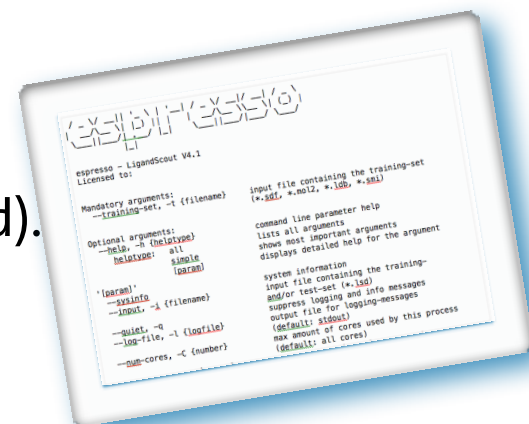 espresso
d).
espresso – LigandScout V4.1
Licensed to:
Mandatory arguments:
--training-set, -t {filename} input file containing the training-set
(*.sdf, *.mol2, *.ldb, *.smi)
Optional arguments:
--help, -h {helptype} command line parameter help
helptype: all lists all arguments
simple shows most important arguments
[param] displays detailed help for the argument
'[param]'
--sysinfo system information
--input, -i {filename} input file containing the training-
and/or test-set (*.lsd)
--quiet, -q suppress logging and info messages
--log-file, -l {logfile} output file for logging-messages
(default: stdout)
--num-cores, -C {number} max amount of cores used by this process
(default: all cores)